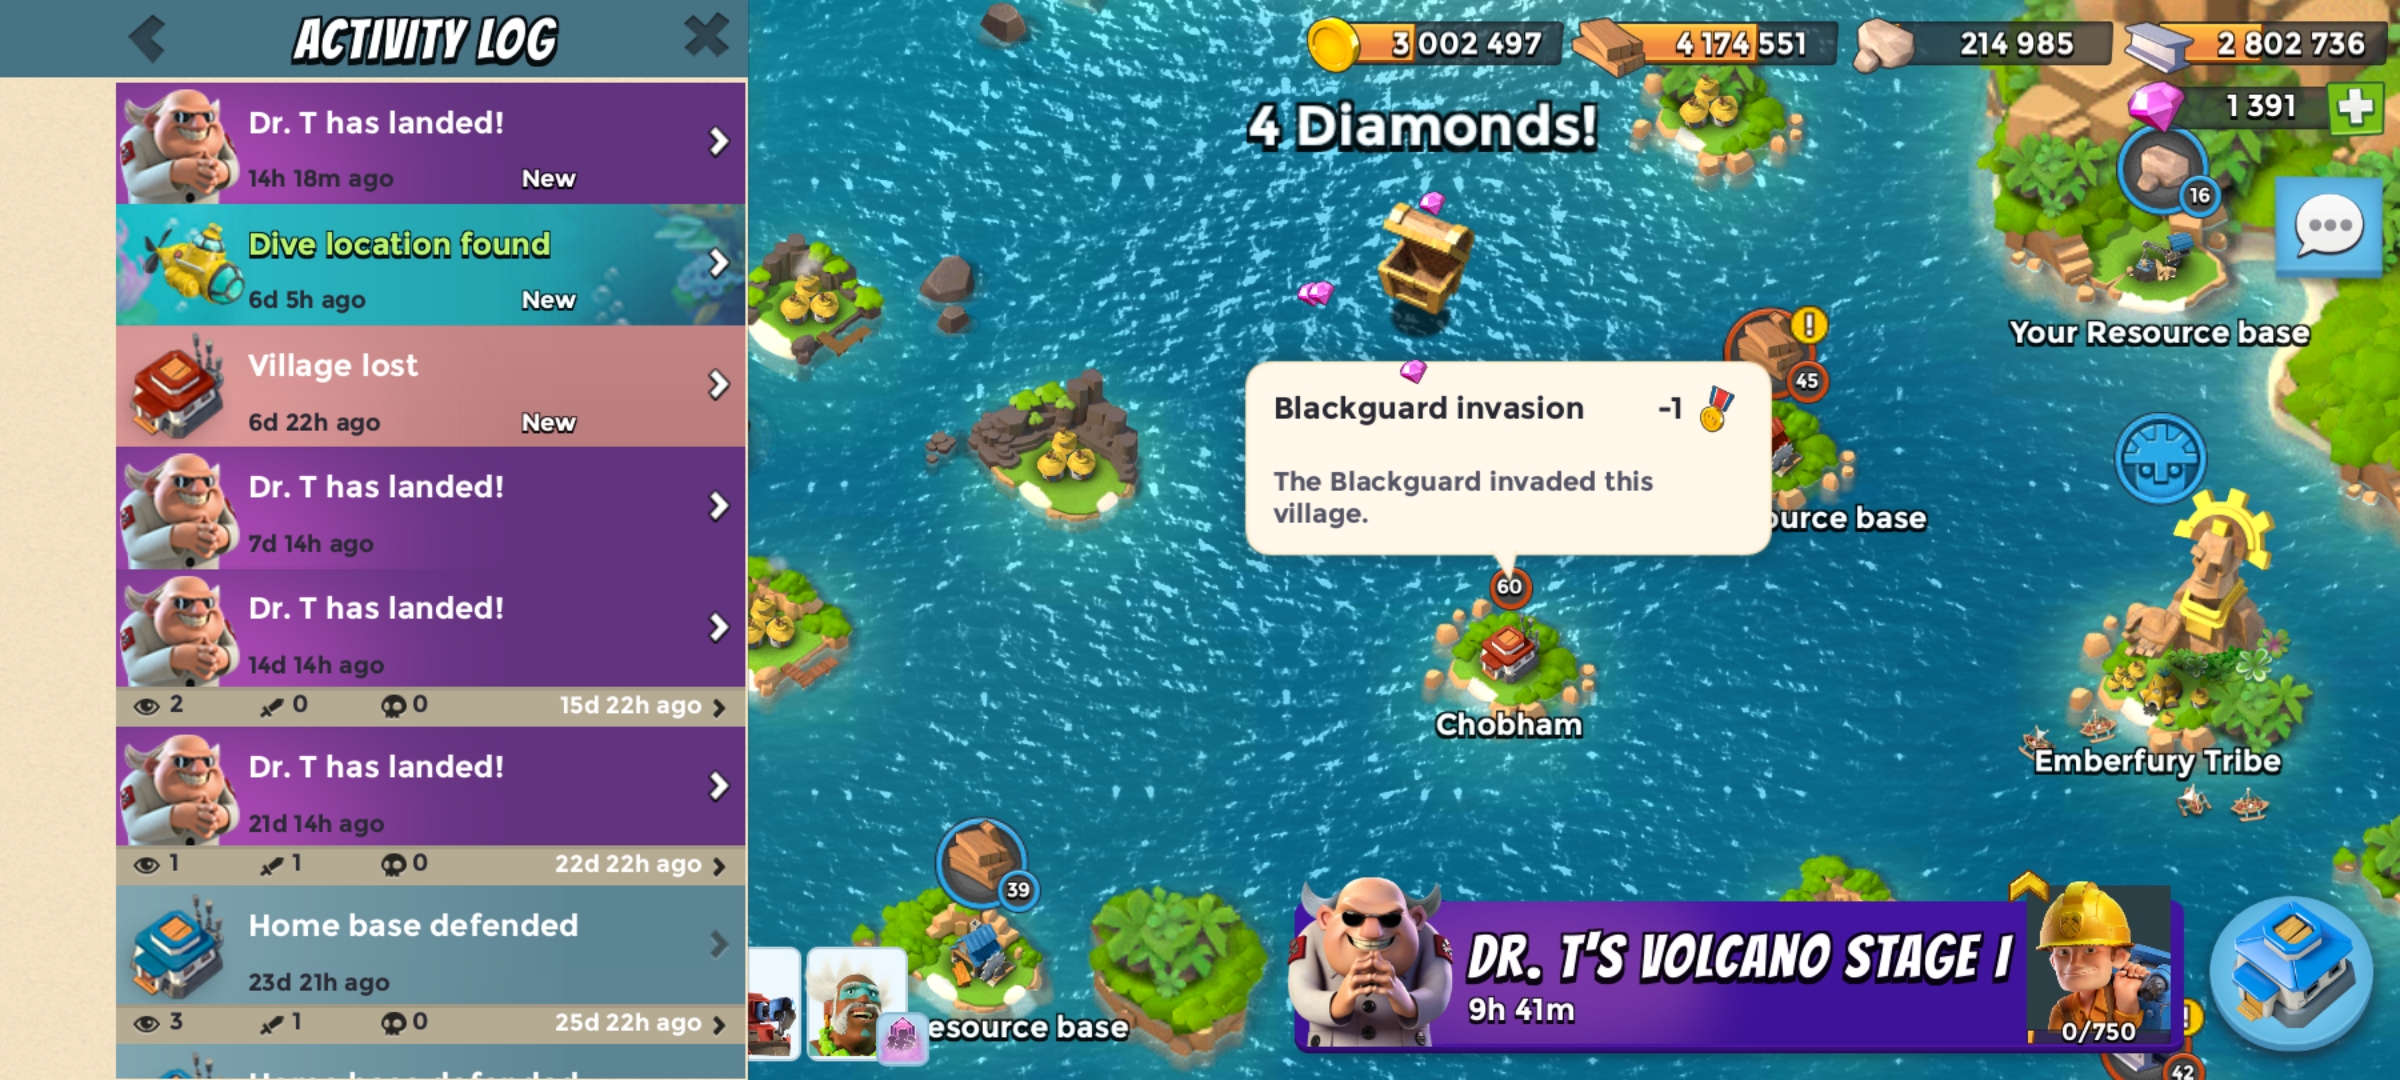 ACTIVITY LOG
Dr. T has landed!
14h 18m ago New
Dive location found
6d 5h ago New
Village lost
6d 22h ago New
Dr. T has landed!
7d 14h ago
Dr. T has landed!
14d 14h ago
2 0 0 15d 22h ago
Dr. T has landed!
21d 14h ago
1 1 0 22d 22h ago
Home base defended
23d 21h ago
3 1 0 25d 22h ago
Home base defended
3 002 497 4 174 551 214 985 2 802 736
1 391
4 Diamonds!
16
Your Resource base
!
45
Blackguard invasion -1
The Blackguard invaded this
village.
ource base
60
Chobham
Emberfury Tribe
39
esource base
DR. T'S VOLCANO STAGE I
9h 41m
0/750
!
42